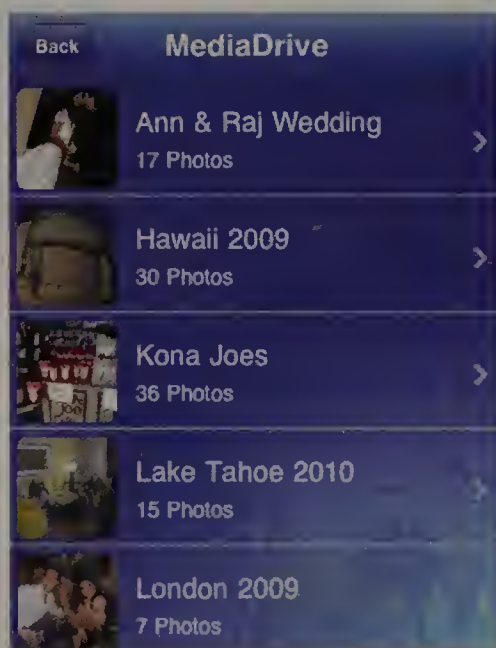 Back MediaDrive
Ann & Raj Wedding
17 Photos
Hawaii 2009
30 Photos
Kona Joes
36 Photos
Lake Tahoe 2010
15 Photos
London 2009
7 Photos